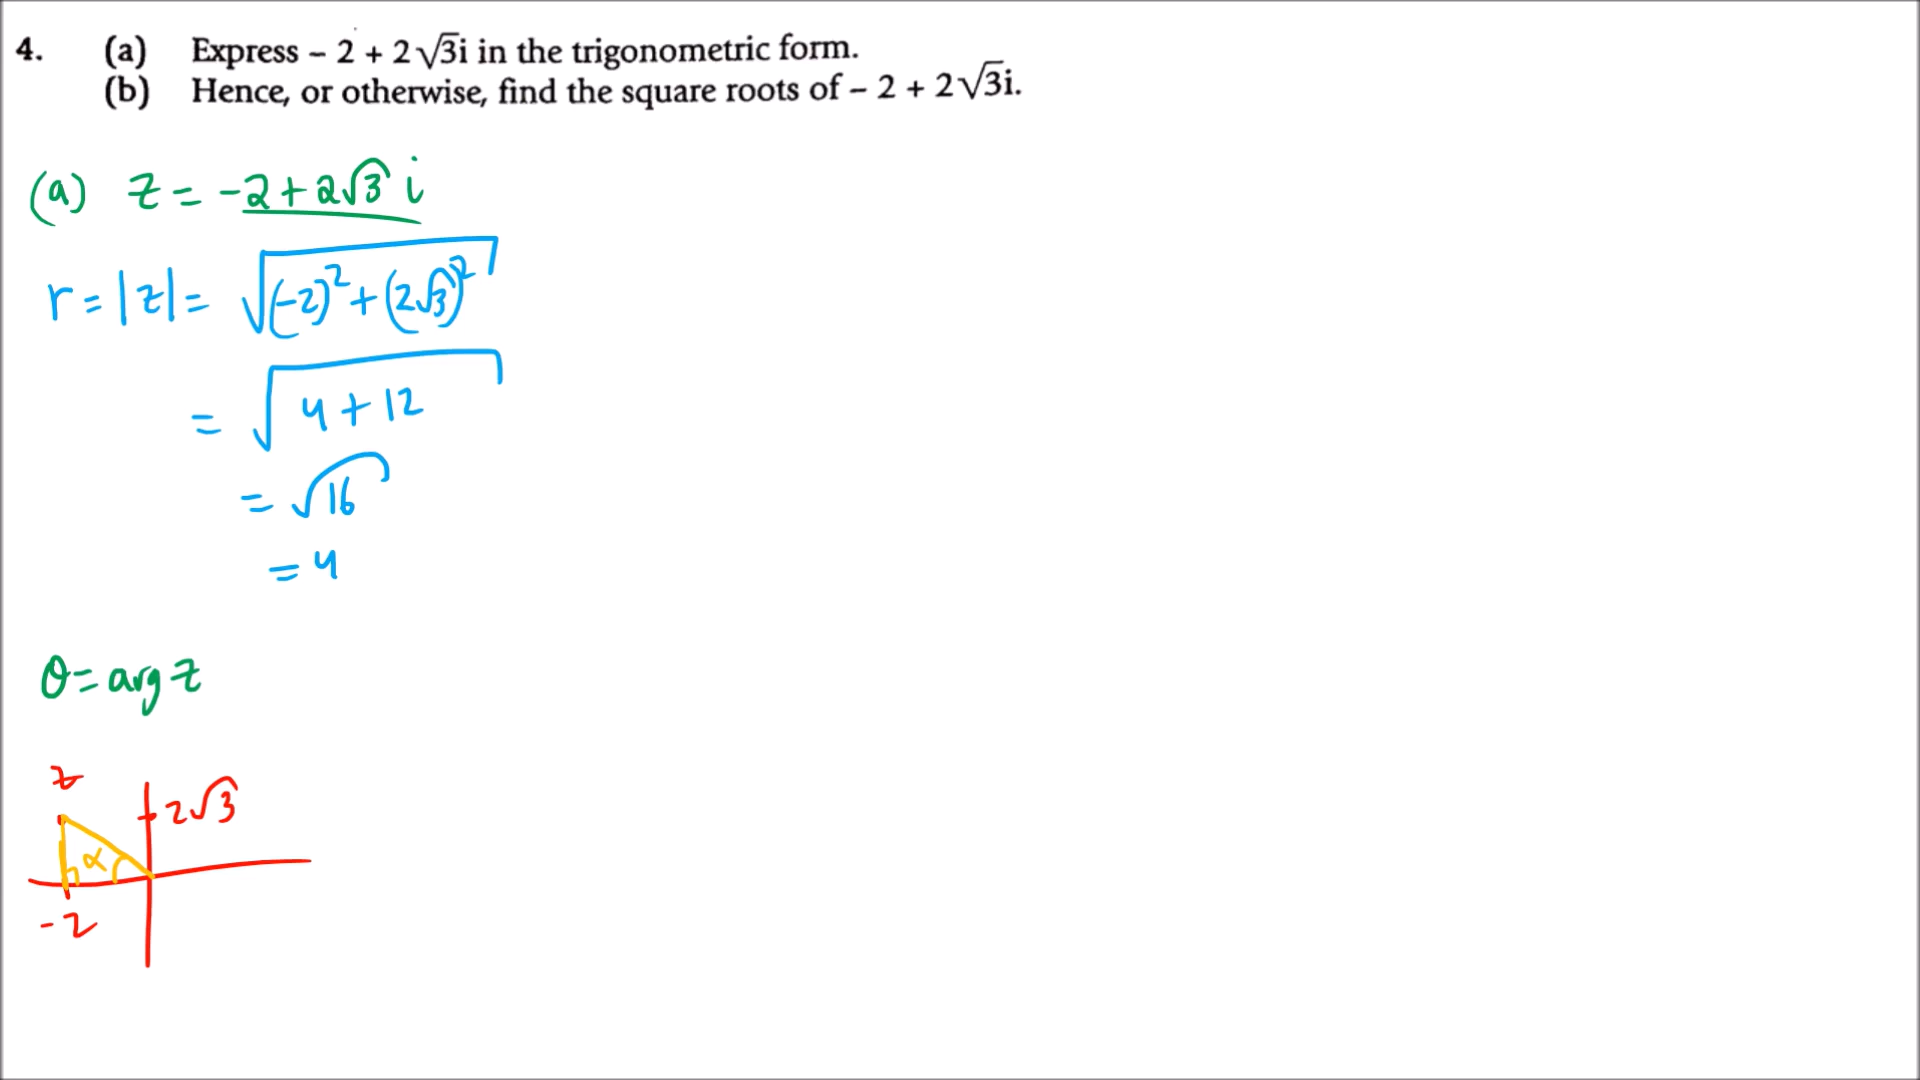 4. (a) Express – 2 + 2√3i in the trigonometric form.
(b) Hence, or otherwise, find the square roots of – 2 + 2√3i.
(a) z = -2+2√3 i
r = |z| = √((-2)²+(2√3)²)
= √(4+12)
= √16
= 4
θ = arg z
z
2√3
α
-2